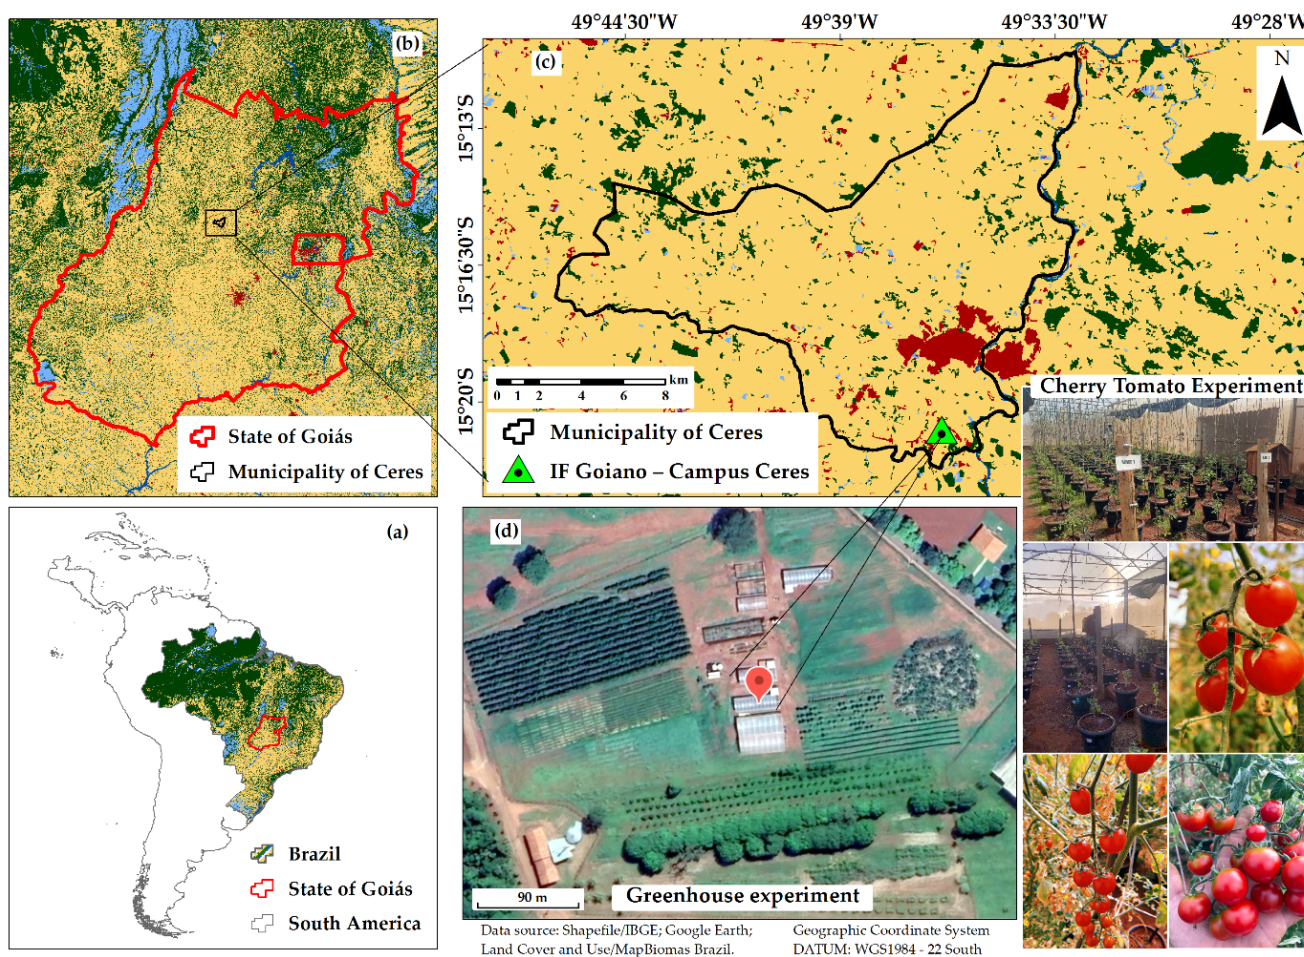 49°44'30"W
49°39'W
49°33'30"W
49°28'W
(b)
(c)
N
15°13'S
15°16'30"S
15°20'S
km
0 1 2 4 6 8
State of Goiás
Municipality of Ceres
Municipality of Ceres
IF Goiano – Campus Ceres
Cherry Tomato Experiment
(a)
(d)
Brazil
State of Goiás
South America
90 m
Greenhouse experiment
Data source: Shapefile/IBGE; Google Earth;
Land Cover and Use/MapBiomas Brazil.
Geographic Coordinate System
DATUM: WGS1984 - 22 South